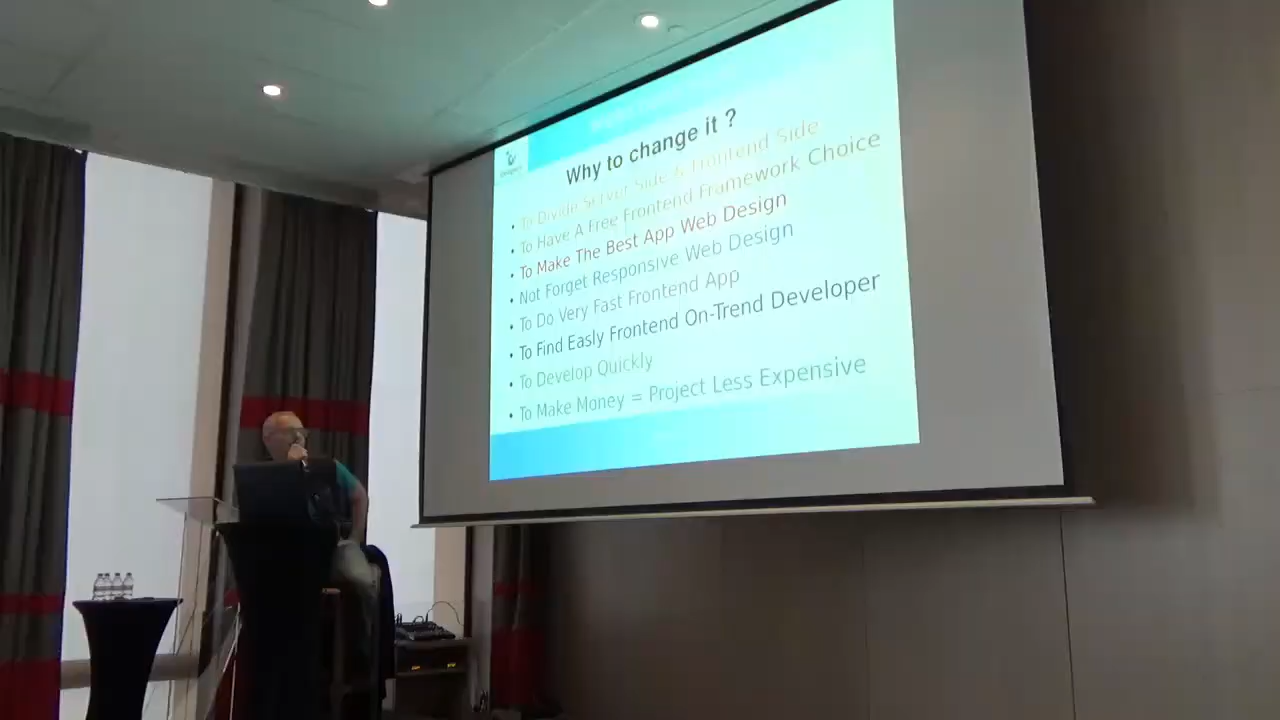 Why to change it ?
• To Divide Server Side & Frontend Side
• To Have A Free Frontend Framework Choice
• To Make The Best App Web Design
• Not Forget Responsive Web Design
• To Do Very Fast Frontend App
• To Find Easly Frontend On-Trend Developer
• To Develop Quickly
• To Make Money = Project Less Expensive